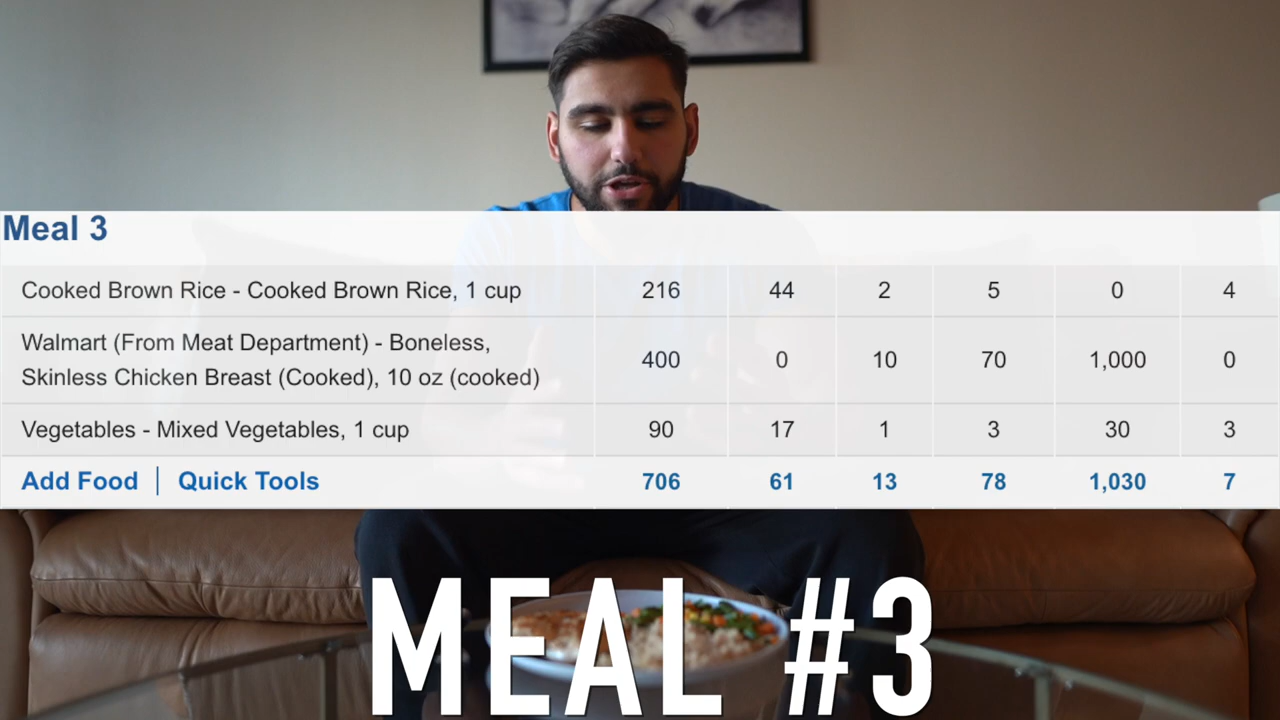 Meal 3
Cooked Brown Rice - Cooked Brown Rice, 1 cup 216 44 2 5 0 4
Walmart (From Meat Department) - Boneless,
Skinless Chicken Breast (Cooked), 10 oz (cooked) 400 0 10 70 1,000 0
Vegetables - Mixed Vegetables, 1 cup 90 17 1 3 30 3
Add Food | Quick Tools 706 61 13 78 1,030 7
MEAL #3